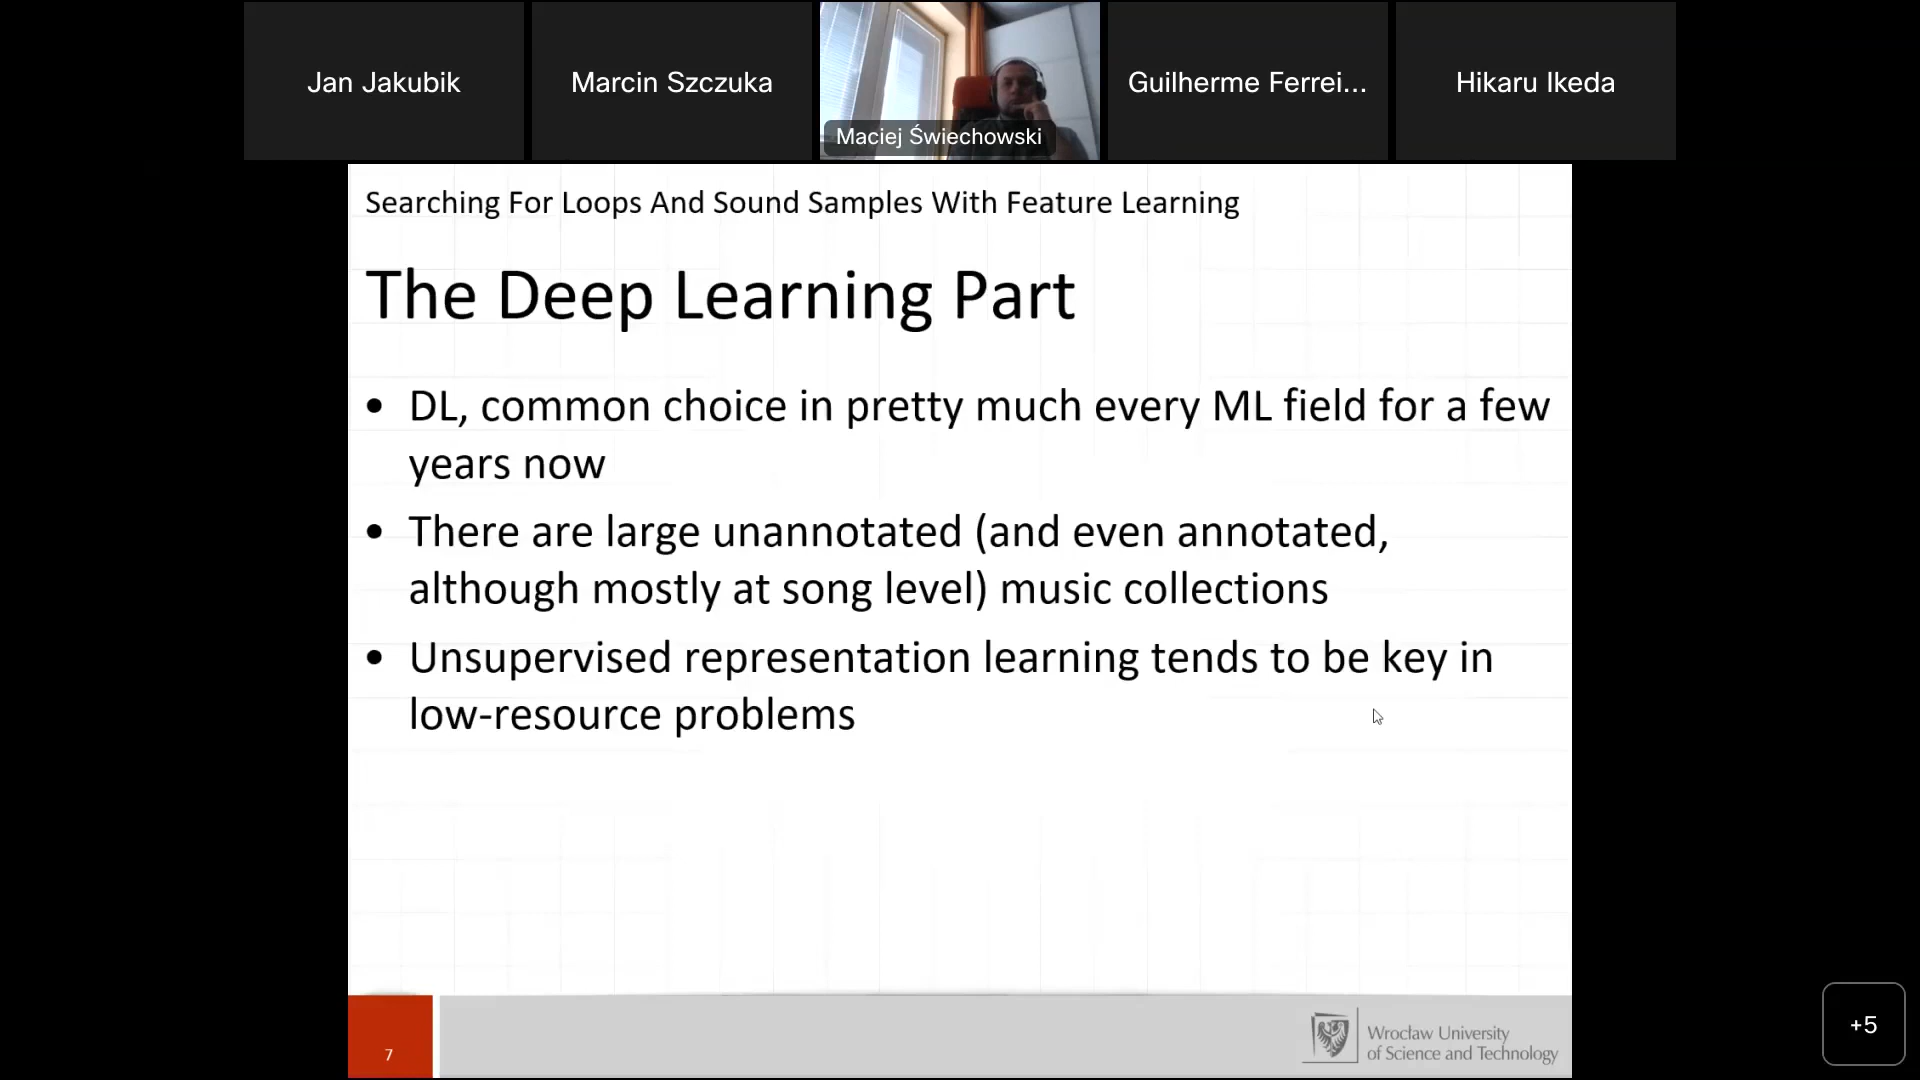 Jan Jakubik
Marcin Szczuka
Maciej Świechowski
Guilherme Ferrei...
Hikaru Ikeda
Searching For Loops And Sound Samples With Feature Learning
The Deep Learning Part
• DL, common choice in pretty much every ML field for a few
years now
• There are large unannotated (and even annotated,
although mostly at song level) music collections
• Unsupervised representation learning tends to be key in
low-resource problems
7
Wrocław University
of Science and Technology
+5